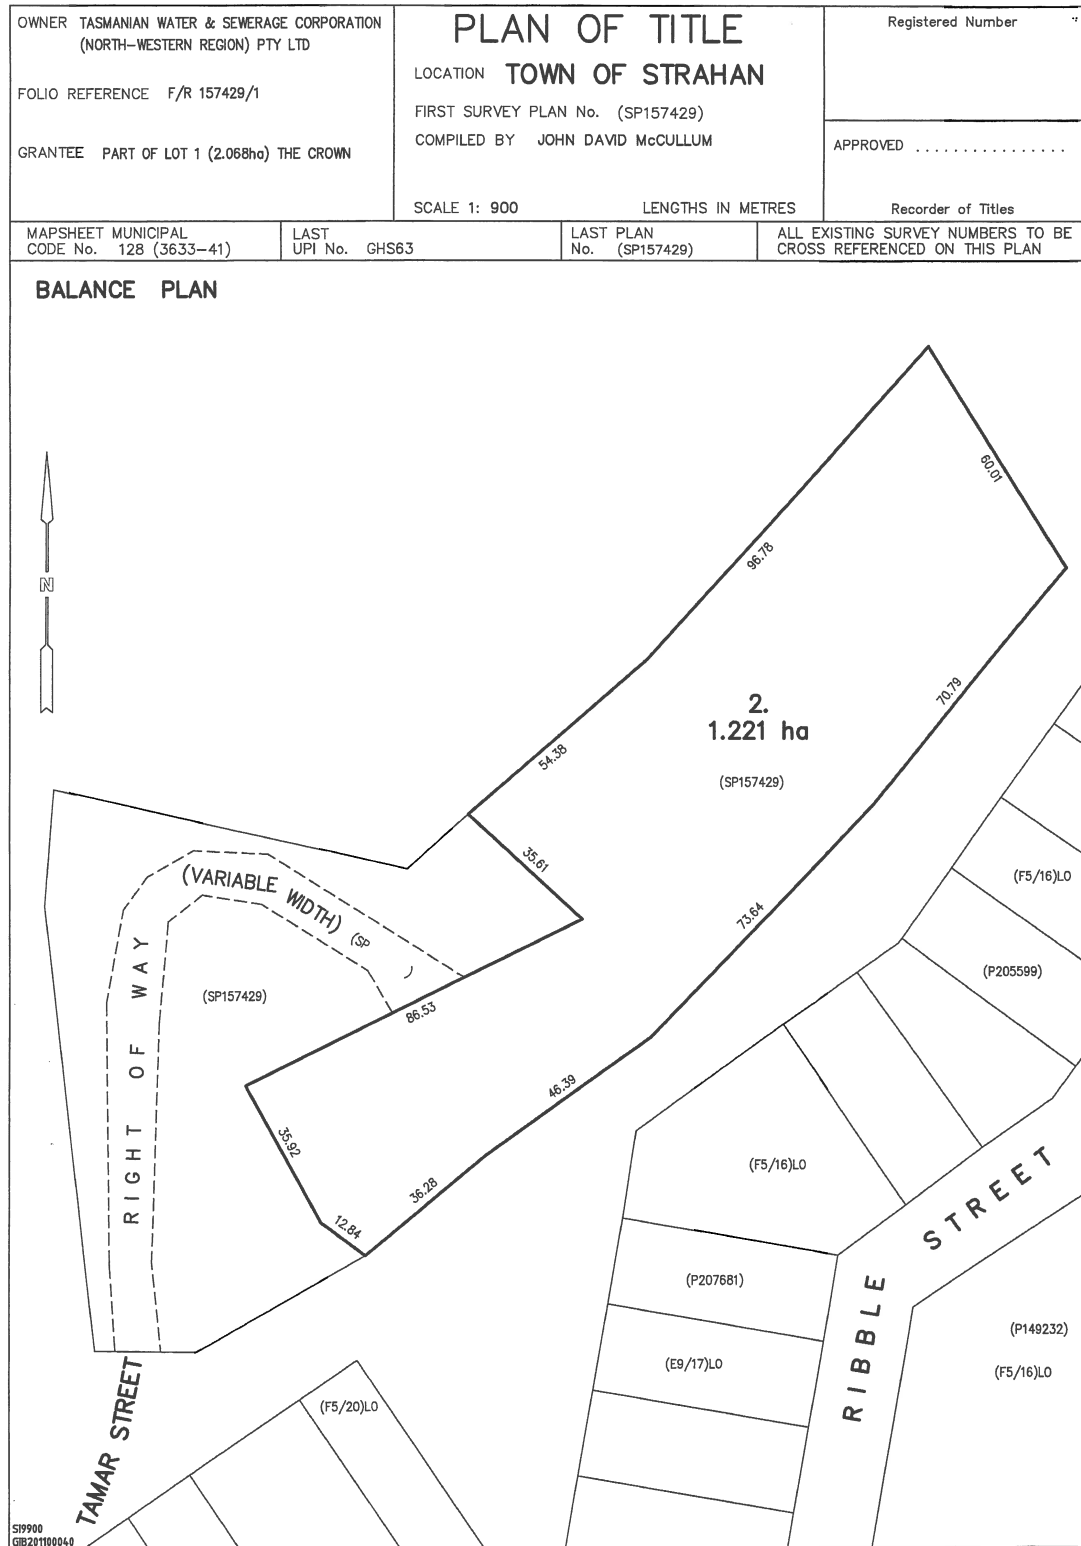 OWNER TASMANIAN WATER & SEWERAGE CORPORATION
(NORTH-WESTERN REGION) PTY LTD
FOLIO REFERENCE F/R 157429/1
GRANTEE PART OF LOT 1 (2.068ha) THE CROWN
PLAN OF TITLE
LOCATION TOWN OF STRAHAN
FIRST SURVEY PLAN No. (SP157429)
COMPILED BY JOHN DAVID McCULLUM
SCALE 1: 900 LENGTHS IN METRES
Registered Number
APPROVED ................
Recorder of Titles
MAPSHEET MUNICIPAL
CODE No. 128 (3633-41)
LAST
UPI No. GHS63
LAST PLAN
No. (SP157429)
ALL EXISTING SURVEY NUMBERS TO BE
CROSS REFERENCED ON THIS PLAN
BALANCE PLAN
60.01
96.78
N
70.79
2.
1.221 ha
54.38
(SP157429)
35.61
(F5/16)LO
(VARIABLE WIDTH) (SP )
73.64
(P205599)
(SP157429)
86.53
RIGHT OF WAY
46.39
35.92
(F5/16)LO
36.28
12.84
RIBBLE STREET
(P207681)
(P149232)
(E9/17)LO
(F5/16)LO
(F5/20)LO
TAMAR STREET
S19900
GIB201100040